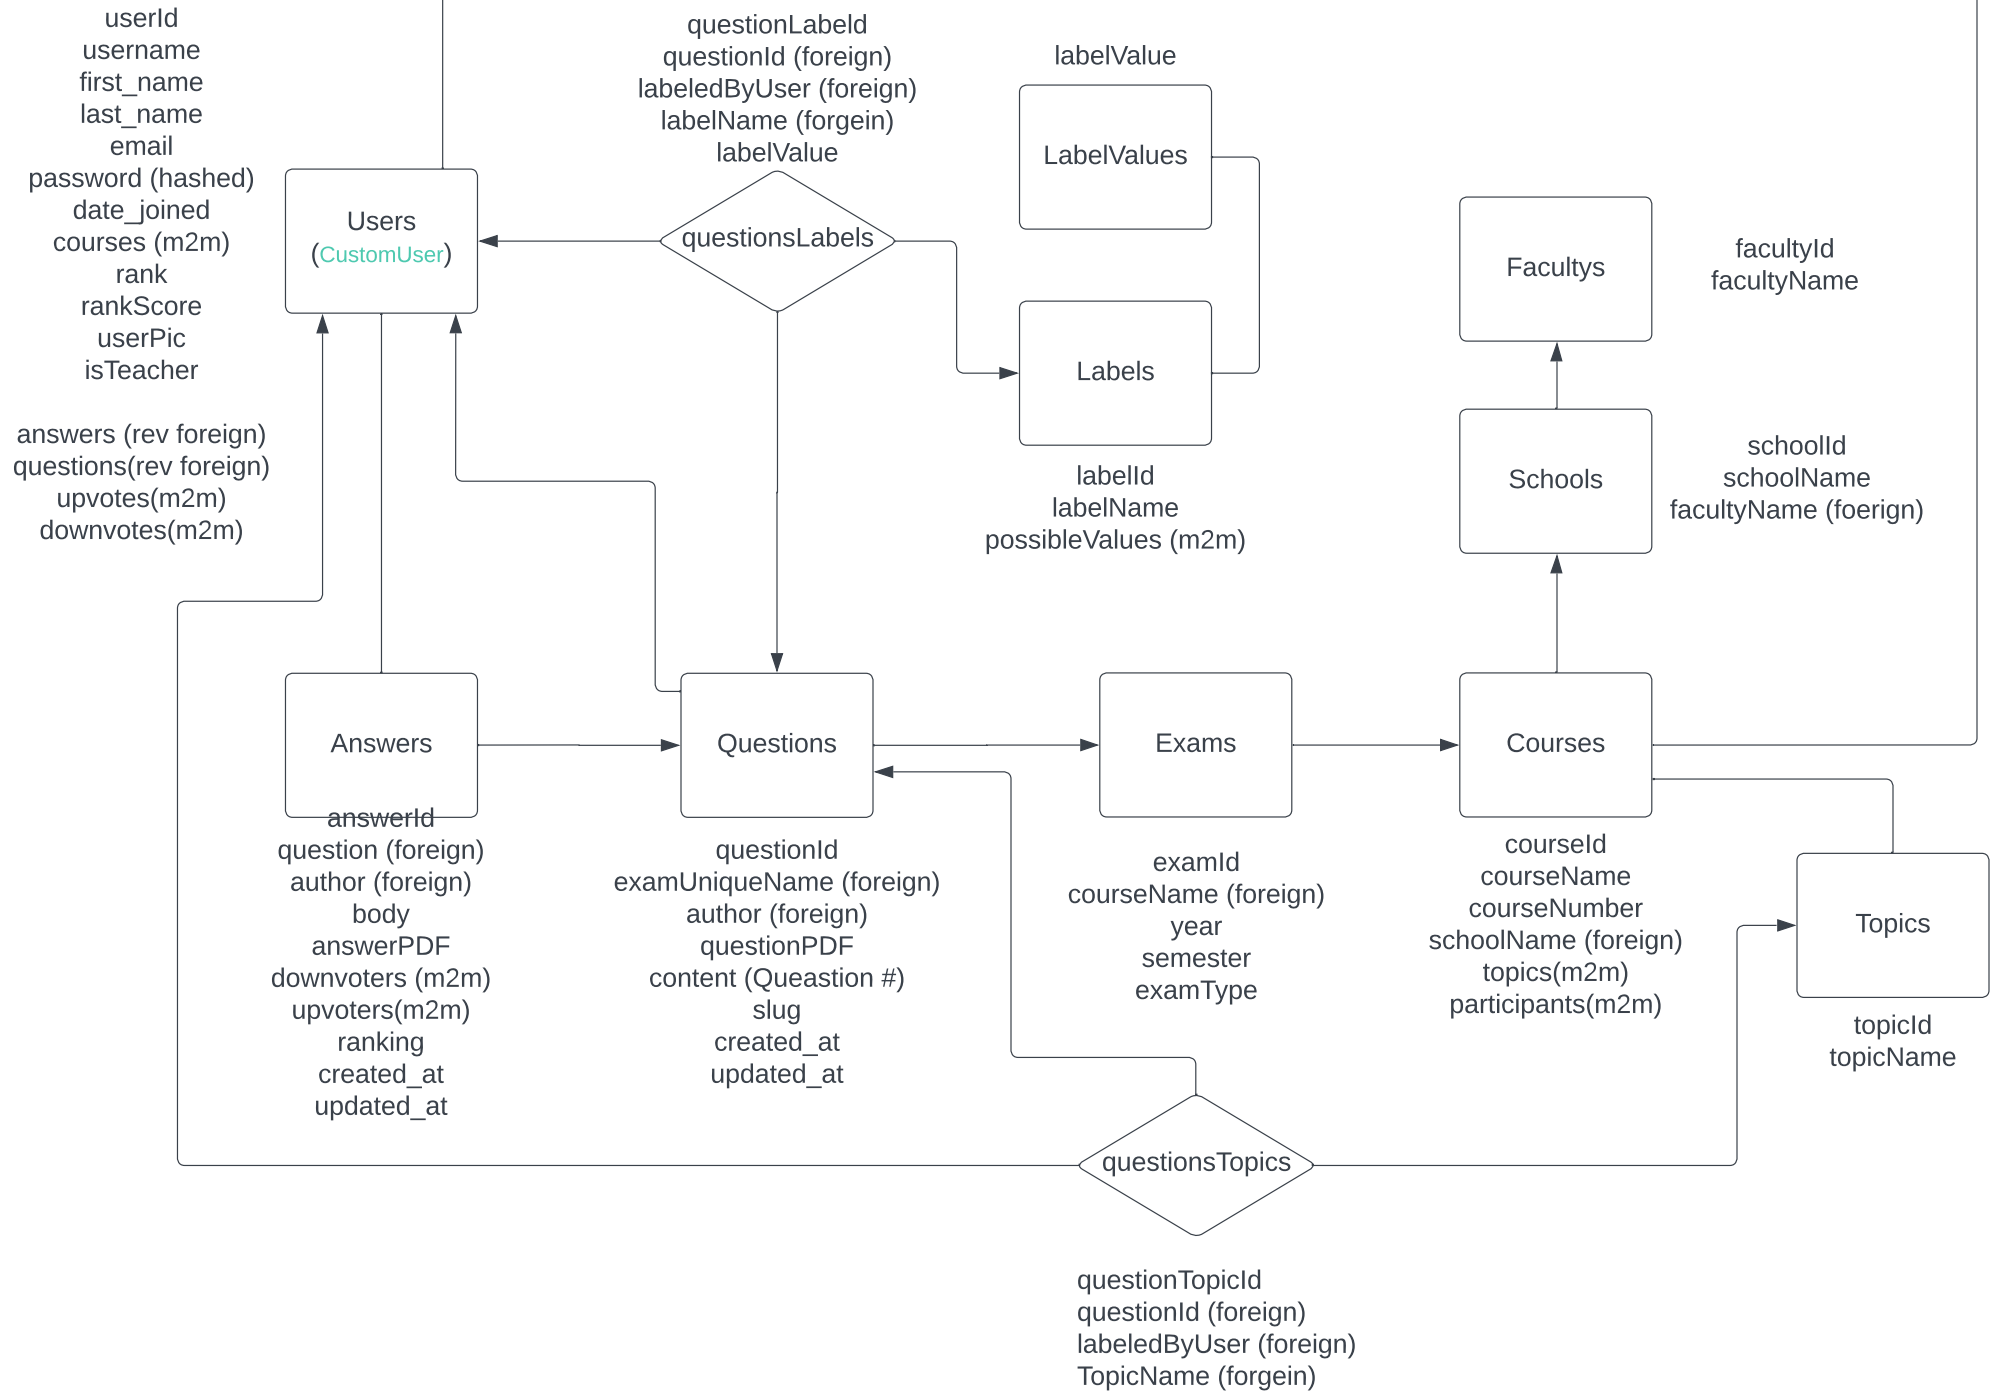 userId
username
first_name
last_name
email
password (hashed)
date_joined
courses (m2m)
rank
rankScore
userPic
isTeacher
answers (rev foreign)
questions(rev foreign)
upvotes(m2m)
downvotes(m2m)
Users
(CustomUser)
questionLabeld
questionId (foreign)
labeledByUser (foreign)
labelName (forgein)
labelValue
questionsLabels
labelValue
LabelValues
Labels
labelId
labelName
possibleValues (m2m)
Facultys
facultyId
facultyName
Schools
schoolId
schoolName
facultyName (foerign)
Answers
answerId
question (foreign)
author (foreign)
body
answerPDF
downvoters (m2m)
upvoters(m2m)
ranking
created_at
updated_at
Questions
questionId
examUniqueName (foreign)
author (foreign)
questionPDF
content (Queastion #)
slug
created_at
updated_at
Exams
examId
courseName (foreign)
year
semester
examType
Courses
courseId
courseName
courseNumber
schoolName (foreign)
topics(m2m)
participants(m2m)
Topics
topicId
topicName
questionsTopics
questionTopicId
questionId (foreign)
labeledByUser (foreign)
TopicName (forgein)